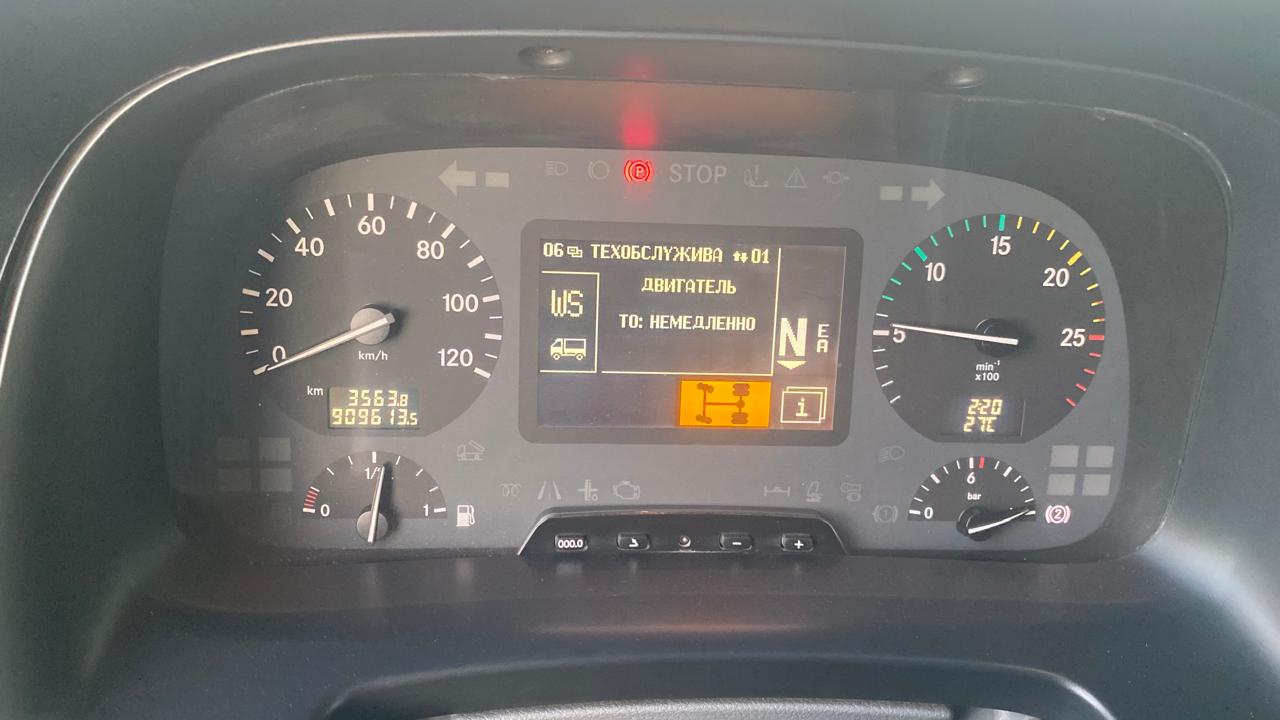 STOP
20
40
60
80
100
120
0
km/h
km
3563.8
909613.5
06 ТЕХОБСЛУЖИВА 01
ДВИГАТЕЛЬ
WS
ТО: НЕМЕДЛЕННО
N
E
A
i
5
10
15
20
25
min⁻¹
x100
2:20
27C
0
1
6
bar
0
000.0
- +
P
1
2